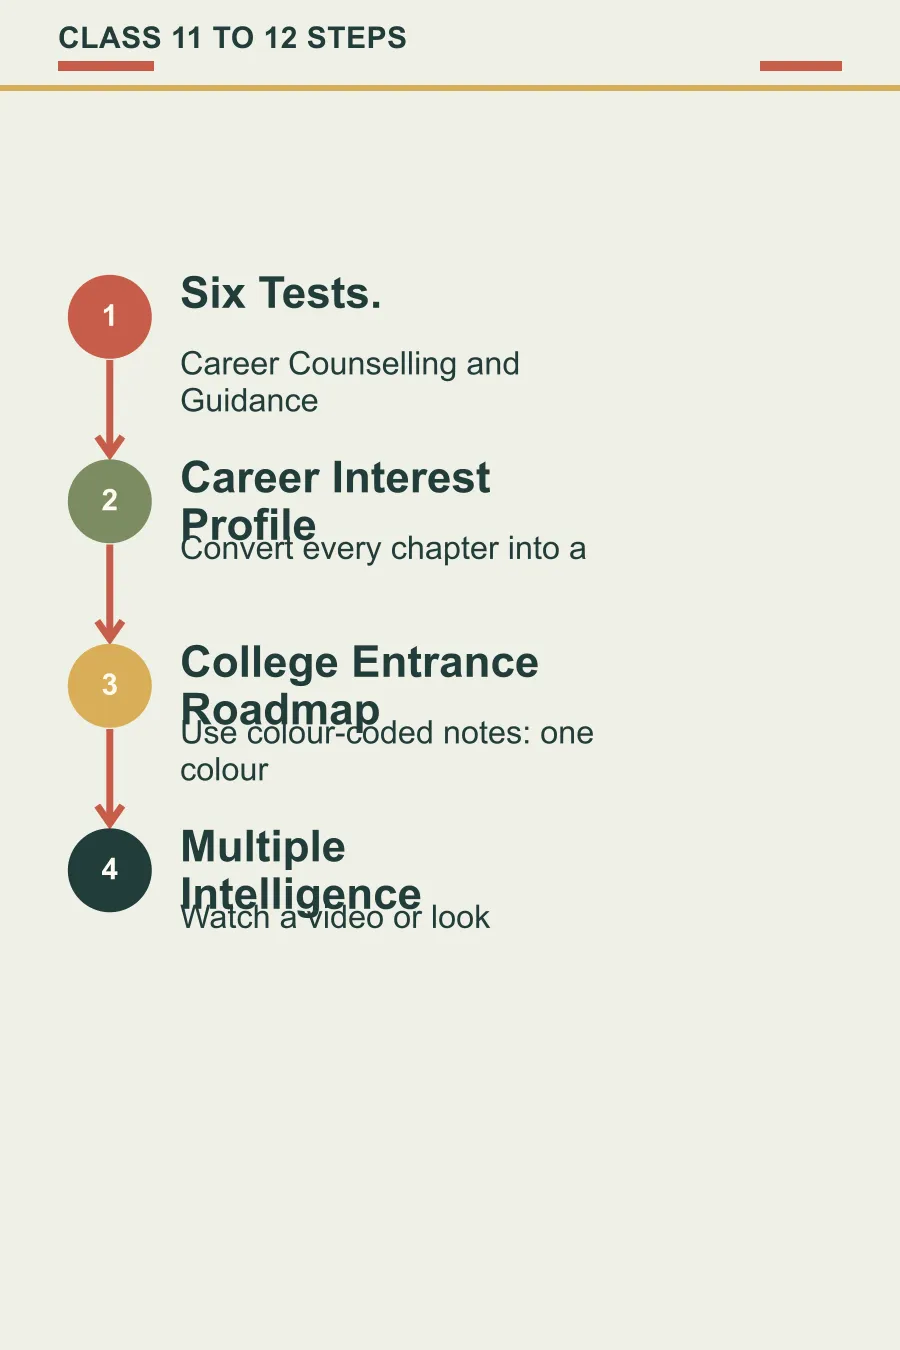 CLASS 11 TO 12 STEPS
1
Six Tests.
Career Counselling and
Guidance
2
Career Interest
Profile
Convert every chapter into a
3
College Entrance
Roadmap
Use colour-coded notes: one
colour
4
Multiple
Intelligence
Watch a video or look